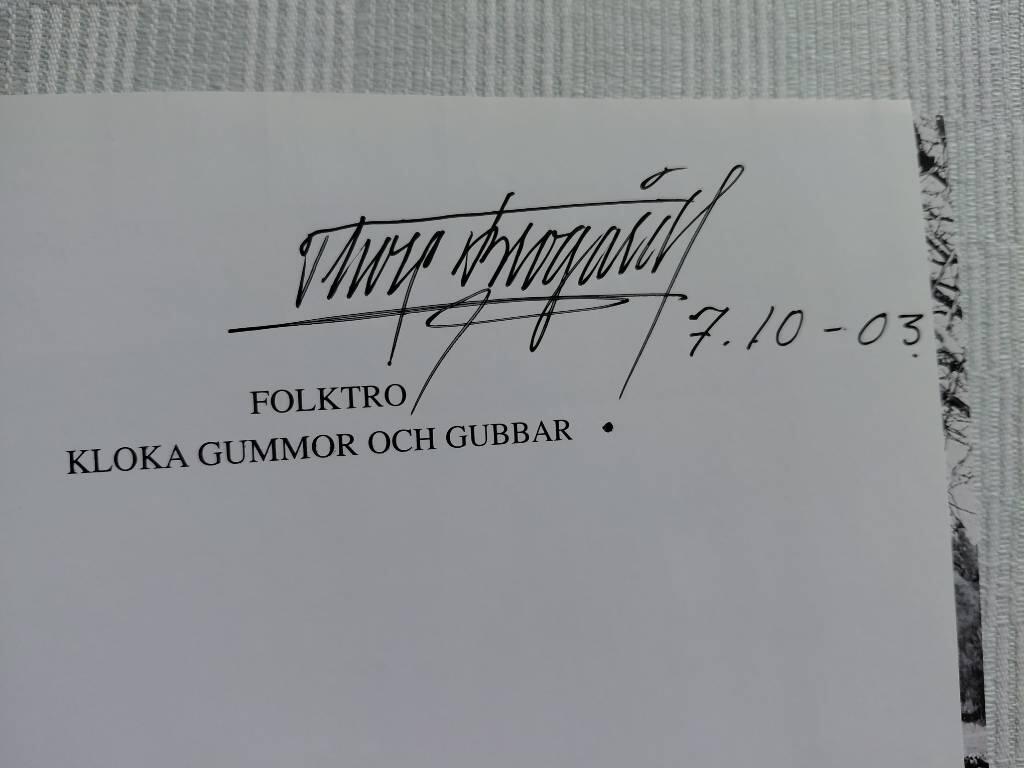 7.10-03.
FOLKTRO
KLOKA GUMMOR OCH GUBBAR